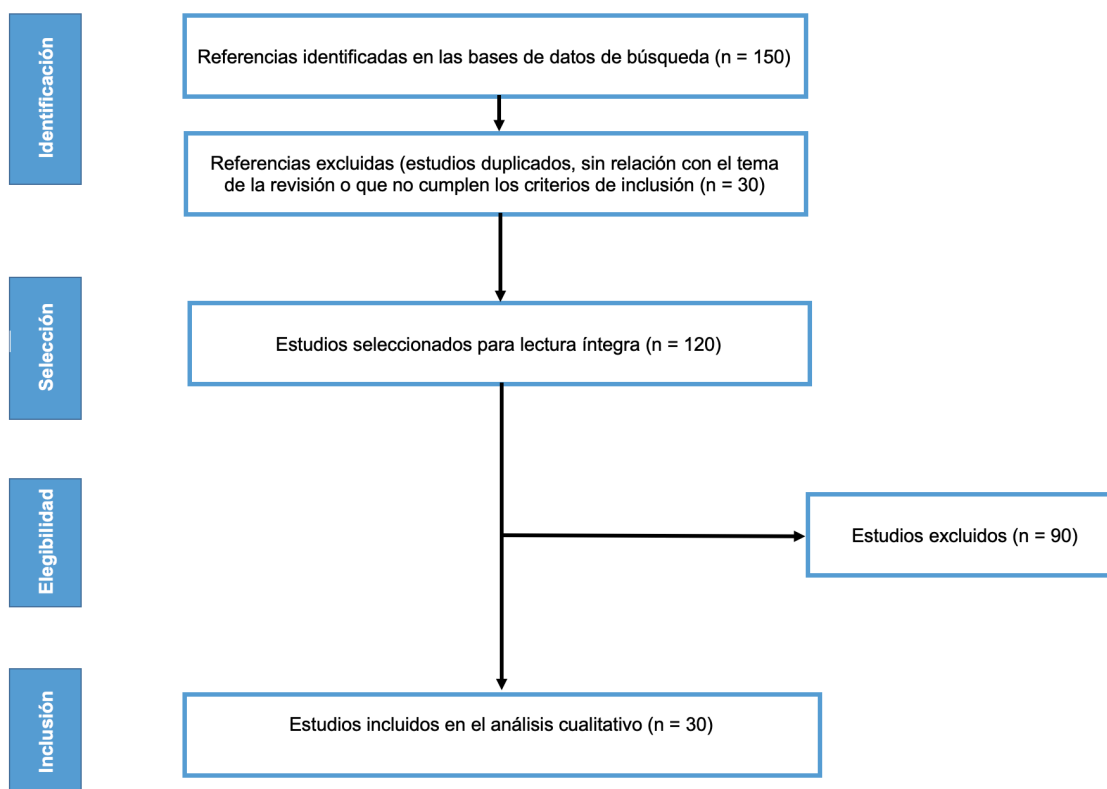 Identificación
Referencias identificadas en las bases de datos de búsqueda (n = 150)
Referencias excluidas (estudios duplicados, sin relación con el tema
de la revisión o que no cumplen los criterios de inclusión (n = 30)
Selección
Estudios seleccionados para lectura íntegra (n = 120)
Elegibilidad
Estudios excluidos (n = 90)
Inclusión
Estudios incluidos en el análisis cualitativo (n = 30)